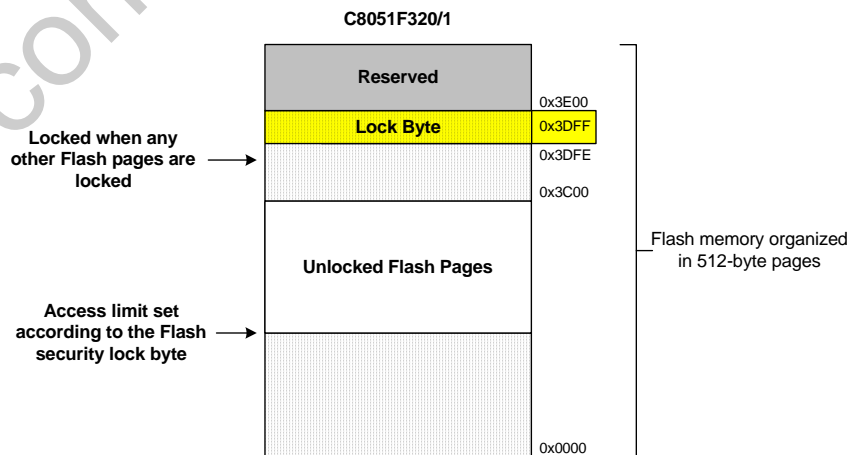 C8051F320/1
Reserved
0x3E00
Lock Byte
0x3DFF
Locked when any
other Flash pages are
locked
0x3DFE
0x3C00
Unlocked Flash Pages
Flash memory organized
in 512-byte pages
Access limit set
according to the Flash
security lock byte
0x0000